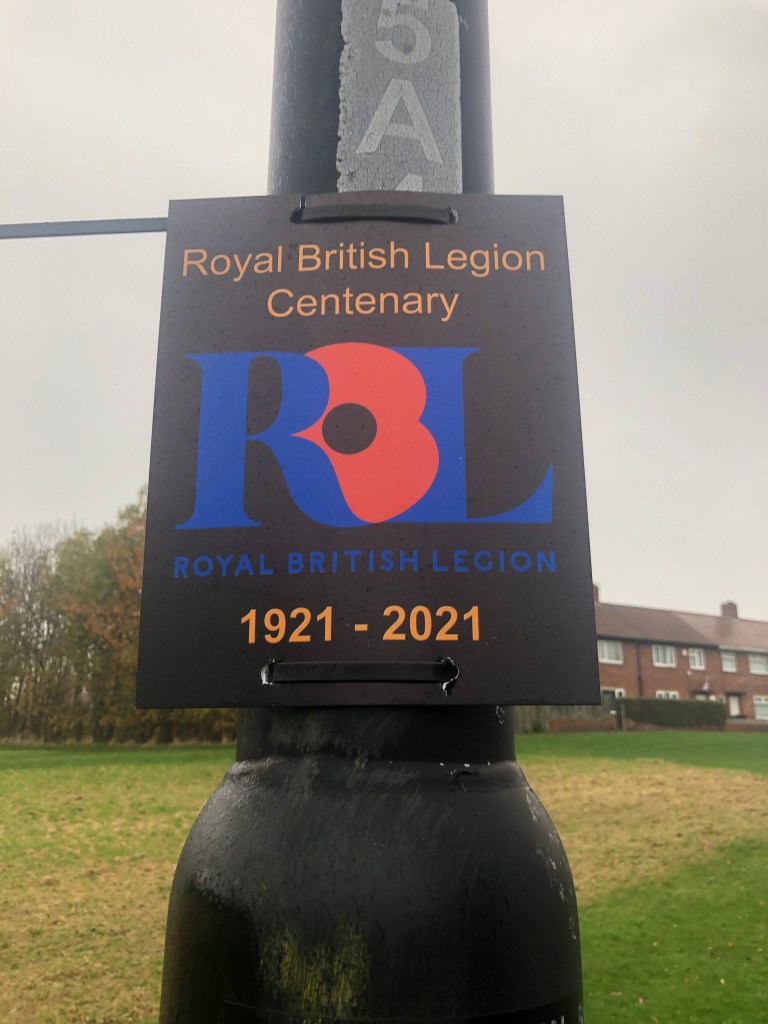 5A
Royal British Legion
Centenary
RBL
ROYAL BRITISH LEGION
1921 - 2021